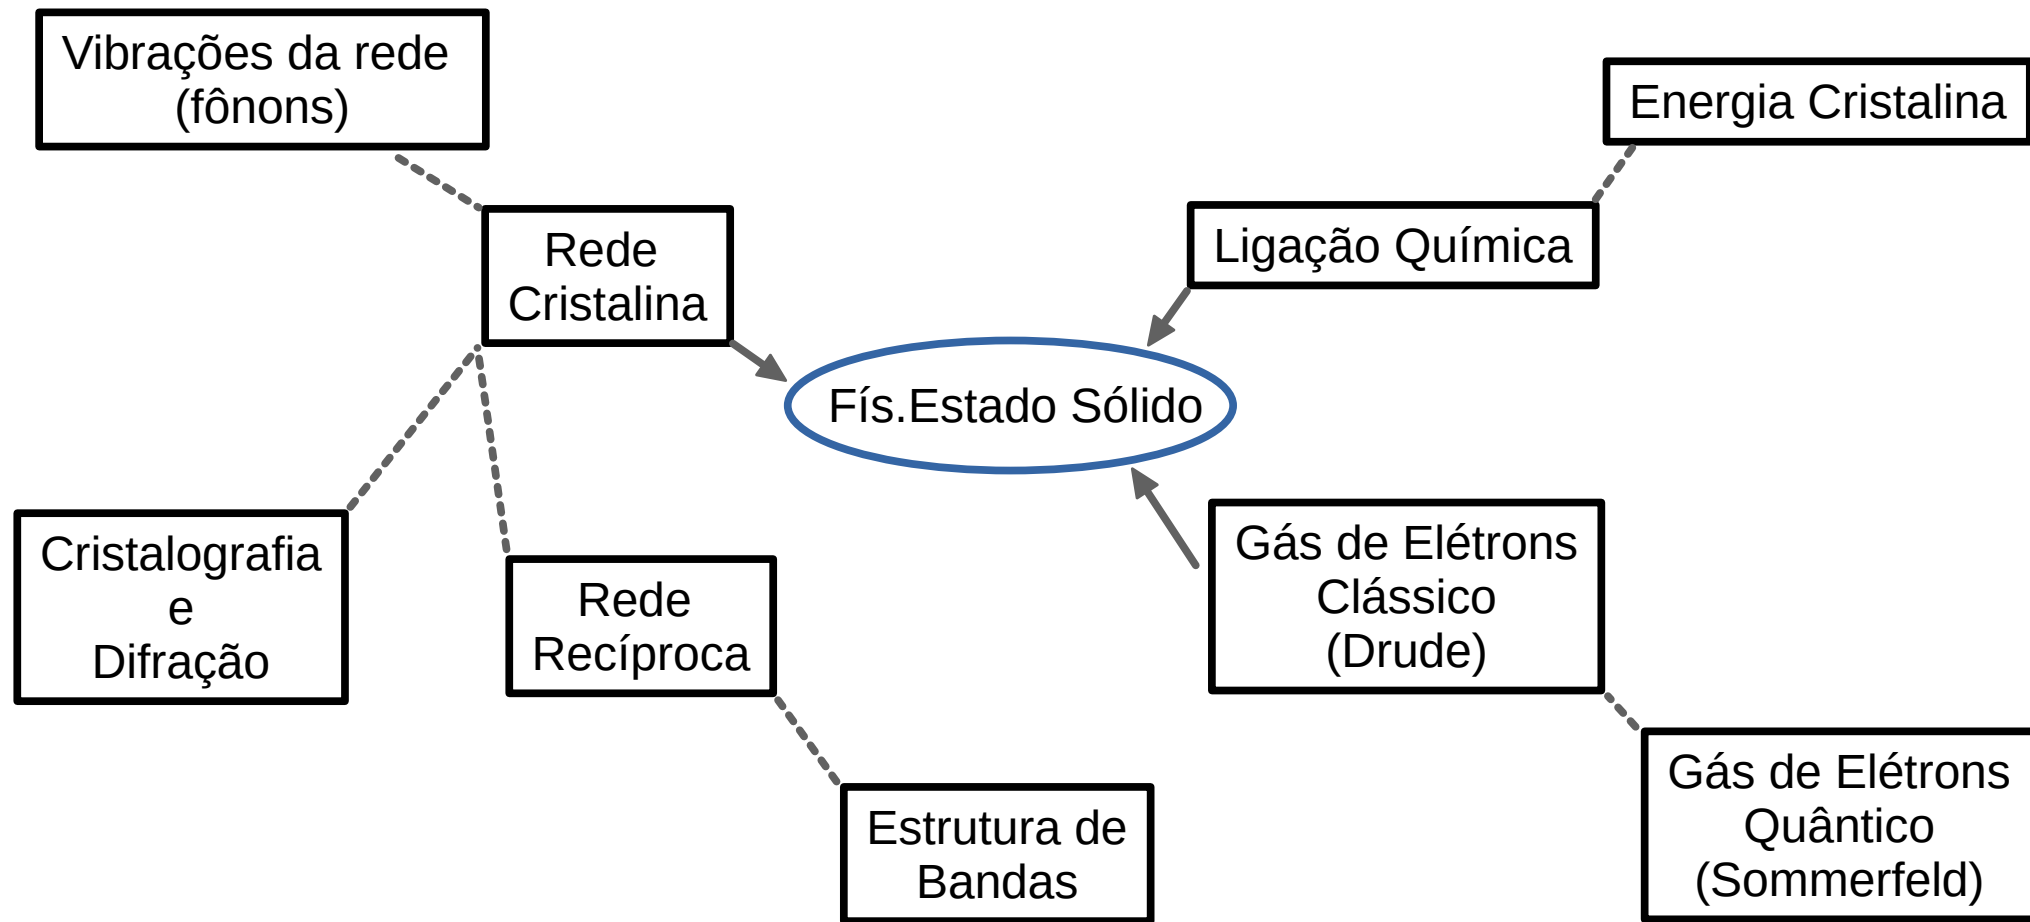 Vibrações da rede
(fônons)
Energia Cristalina
Rede
Cristalina
Ligação Química
Fís.Estado Sólido
Cristalografia
e
Difração
Rede
Recíproca
Gás de Elétrons
Clássico
(Drude)
Estrutura de
Bandas
Gás de Elétrons
Quântico
(Sommerfeld)